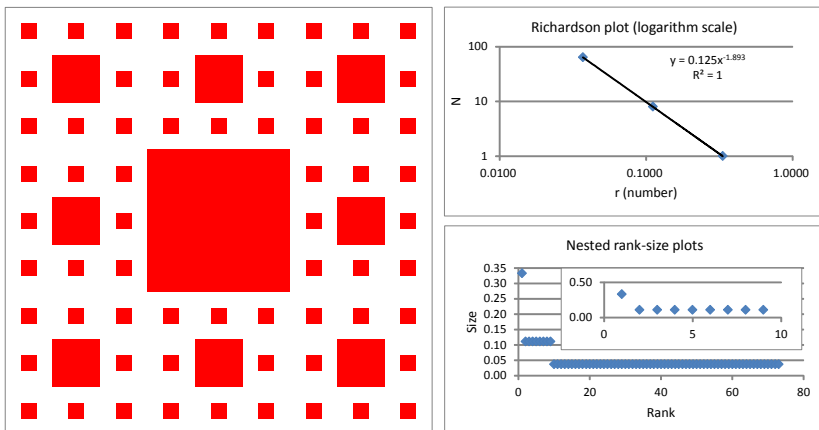 Richardson plot (logarithm scale)
100
y = 0.125x-1.893
R² = 1
10
N
1
0.0100 0.1000 1.0000
r (number)
Nested rank-size plots
0.35
0.30
0.25
0.20
0.15
0.10
0.05
0.00
Size
0.50
0.00
0 5 10
0 20 40 60 80
Rank